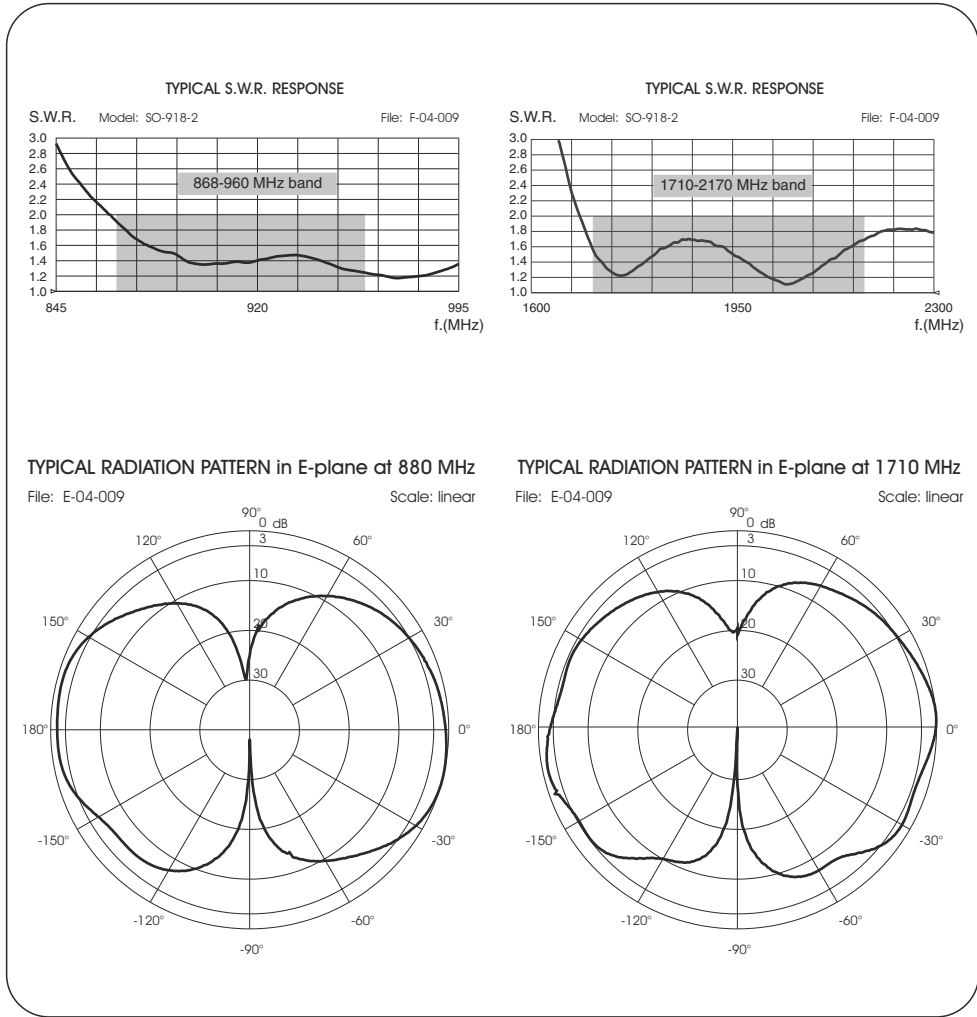 TYPICAL S.W.R. RESPONSE
S.W.R. Model: SO-918-2 File: F-04-009
3.0
2.8
2.6
2.4
2.2
2.0
1.8
1.6
1.4
1.2
1.0
868-960 MHz band
845 920 995
f.(MHz)
TYPICAL S.W.R. RESPONSE
S.W.R. Model: SO-918-2 File: F-04-009
3.0
2.8
2.6
2.4
2.2
2.0
1.8
1.6
1.4
1.2
1.0
1710-2170 MHz band
1600 1950 2300
f.(MHz)
TYPICAL RADIATION PATTERN in E-plane at 880 MHz
File: E-04-009 Scale: linear
90°
0 dB
120° 3 60°
10
150° 20 30°
30
180° 0°
-150° -30°
-120° -60°
-90°
TYPICAL RADIATION PATTERN in E-plane at 1710 MHz
File: E-04-009 Scale: linear
90°
0 dB
120° 3 60°
10
150° 20 30°
30
180° 0°
-150° -30°
-120° -60°
-90°